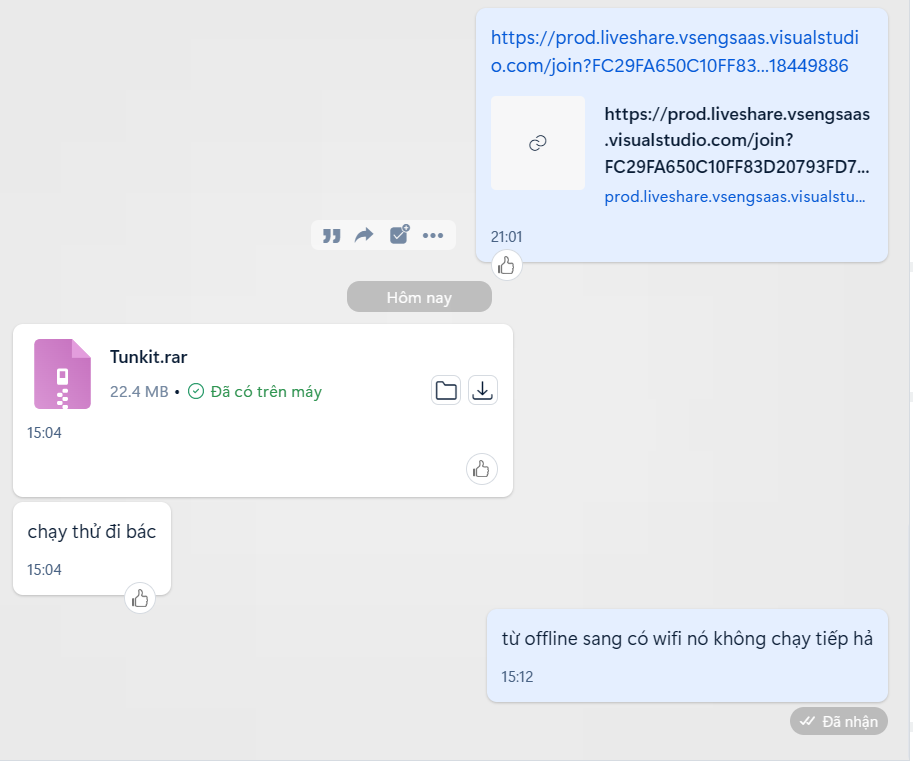 https://prod.liveshare.vsengsaas.visualstudi
o.com/join?FC29FA650C10FF83...18449886
https://prod.liveshare.vsengsaas
.visualstudio.com/join?
FC29FA650C10FF83D20793FD7...
prod.liveshare.vsengsaas.visualstu...
21:01
Hôm nay
Tunkit.rar
22.4 MB • Đã có trên máy
15:04
chạy thử đi bác
15:04
từ offline sang có wifi nó không chạy tiếp hả
15:12
Đã nhận